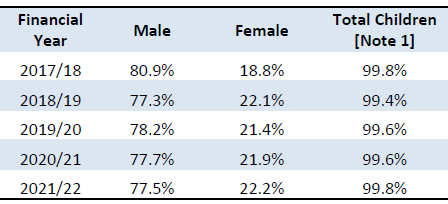 Financial Year Male Female Total Children [Note 1]
2017/18 80.9% 18.8% 99.8%
2018/19 77.3% 22.1% 99.4%
2019/20 78.2% 21.4% 99.6%
2020/21 77.7% 21.9% 99.6%
2021/22 77.5% 22.2% 99.8%